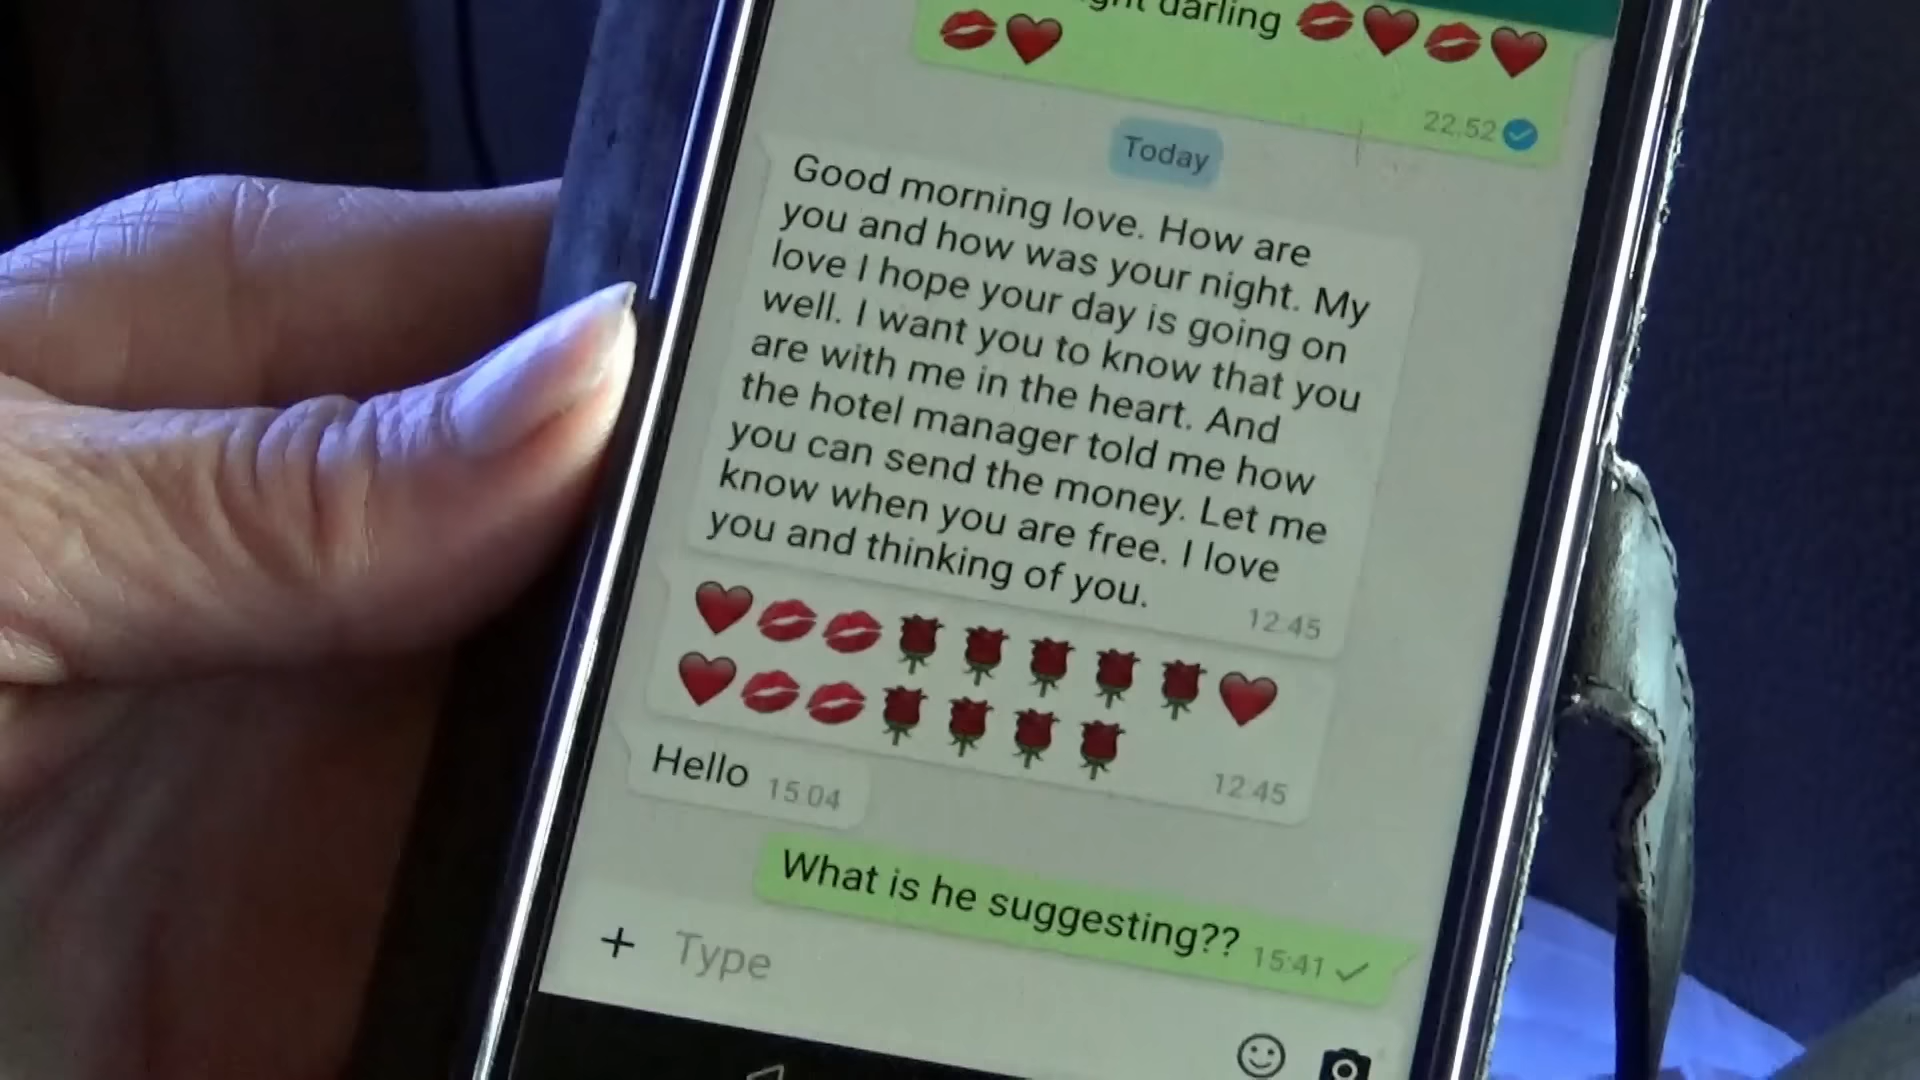 darling 💋❤️💋❤️
💋❤️
22.52
Today
Good morning love. How are
you and how was your night. My
love I hope your day is going on
well. I want you to know that you
are with me in the heart. And
the hotel manager told me how
you can send the money. Let me
know when you are free. I love
you and thinking of you.
12:45
❤️💋💋🌹🌹🌹🌹🌹❤️
❤️💋💋🌹🌹🌹🌹
12:45
Hello 15:04
What is he suggesting?? 15:41
Type